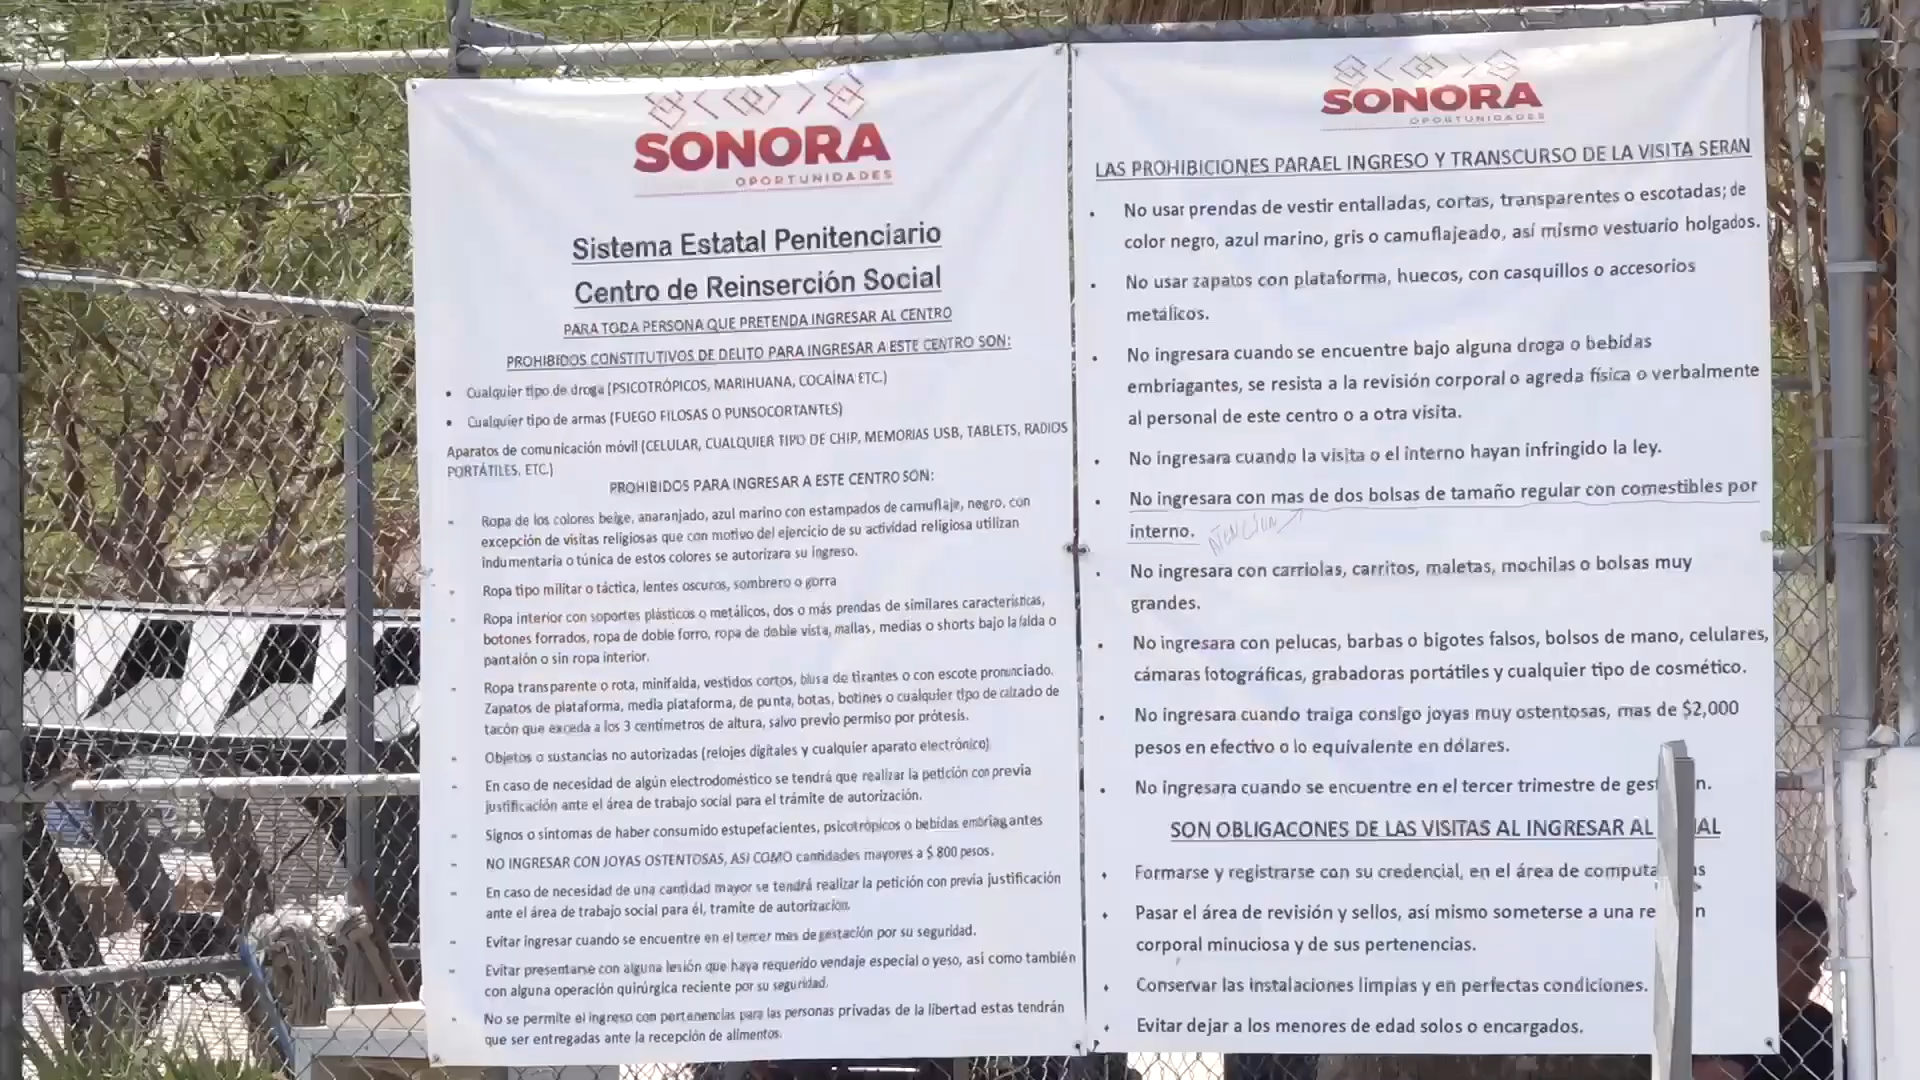 SONORA
OPORTUNIDADES
Sistema Estatal Penitenciario
Centro de Reinserción Social
PARA TODA PERSONA QUE PRETENDA INGRESAR AL CENTRO
PROHIBIDOS CONSTITUTIVOS DE DELITO PARA INGRESAR A ESTE CENTRO SON:
• Cualquier tipo de droga (PSICOTRÓPICOS, MARIHUANA, COCAÍNA ETC.)
• Cualquier tipo de armas (FUEGO FILOSAS O PUNSOCORTANTES)
Aparatos de comunicación móvil (CELULAR, CUALQUIER TIPO DE CHIP, MEMORIAS USB, TABLETS, RADIOS
PORTÁTILES, ETC.)
PROHIBIDOS PARA INGRESAR A ESTE CENTRO SON:
- Ropa de los colores beige, anaranjado, azul marino con estampados de camuflaje, negro, con
excepción de visitas religiosas que con motivo del ejercicio de su actividad religiosa utilizan
indumentaria o túnica de estos colores se autorizara su ingreso.
- Ropa tipo militar o táctica, lentes oscuros, sombrero o gorra
- Ropa interior con soportes plásticos o metálicos, dos o más prendas de similares características,
botones forrados, ropa de doble forro, ropa de doble vista, mallas, medias o shorts bajo la falda o
pantalón o sin ropa interior.
- Ropa transparente o rota, minifalda, vestidos cortos, blusa de tirantes o con escote pronunciado.
Zapatos de plataforma, media plataforma, de punta, botas, botines o cualquier tipo de calzado de
tacón que exceda a los 3 centímetros de altura, salvo previo permiso por prótesis.
- Objetos o sustancias no autorizadas (relojes digitales y cualquier aparato electrónico)
- En caso de necesidad de algún electrodoméstico se tendrá que realizar la petición con previa
justificación ante el área de trabajo social para el trámite de autorización.
- Signos o síntomas de haber consumido estupefacientes, psicotrópicos o bebidas embriagantes
- NO INGRESAR CON JOYAS OSTENTOSAS, ASI COMO cantidades mayores a $ 800 pesos.
- En caso de necesidad de una cantidad mayor se tendrá realizar la petición con previa justificación
ante el área de trabajo social para él, tramite de autorización.
- Evitar ingresar cuando se encuentre en el tercer mes de gestación por su seguridad.
- Evitar presentarse con alguna lesión que haya requerido vendaje especial o yeso, así como también
con alguna operación quirúrgica reciente por su seguridad.
- No se permite el ingreso con pertenencias para las personas privadas de la libertad estas tendrán
que ser entregadas ante la recepción de alimentos.
SONORA
OPORTUNIDADES
LAS PROHIBICIONES PARAEL INGRESO Y TRANSCURSO DE LA VISITA SERAN
• No usar prendas de vestir entalladas, cortas, transparentes o escotadas; de
color negro, azul marino, gris o camuflajeado, así mismo vestuario holgados.
• No usar zapatos con plataforma, huecos, con casquillos o accesorios
metálicos.
• No ingresara cuando se encuentre bajo alguna droga o bebidas
embriagantes, se resista a la revisión corporal o agreda física o verbalmente
al personal de este centro o a otra visita.
• No ingresara cuando la visita o el interno hayan infringido la ley.
• No ingresara con mas de dos bolsas de tamaño regular con comestibles por
interno.
• No ingresara con carriolas, carritos, maletas, mochilas o bolsas muy
grandes.
• No ingresara con pelucas, barbas o bigotes falsos, bolsos de mano, celulares,
cámaras fotográficas, grabadoras portátiles y cualquier tipo de cosmético.
• No ingresara cuando traiga consigo joyas muy ostentosas, mas de $2,000
pesos en efectivo o lo equivalente en dólares.
• No ingresara cuando se encuentre en el tercer trimestre de
SON OBLIGACONES DE LAS VISITAS AL INGRESAR AL
• Formarse y registrarse con su credencial, en el área de
• Pasar el área de revisión y sellos, así mismo someterse a una
corporal minuciosa y de sus pertenencias.
• Conservar las instalaciones limpias y en perfectas condiciones.
• Evitar dejar a los menores de edad solos o encargados.